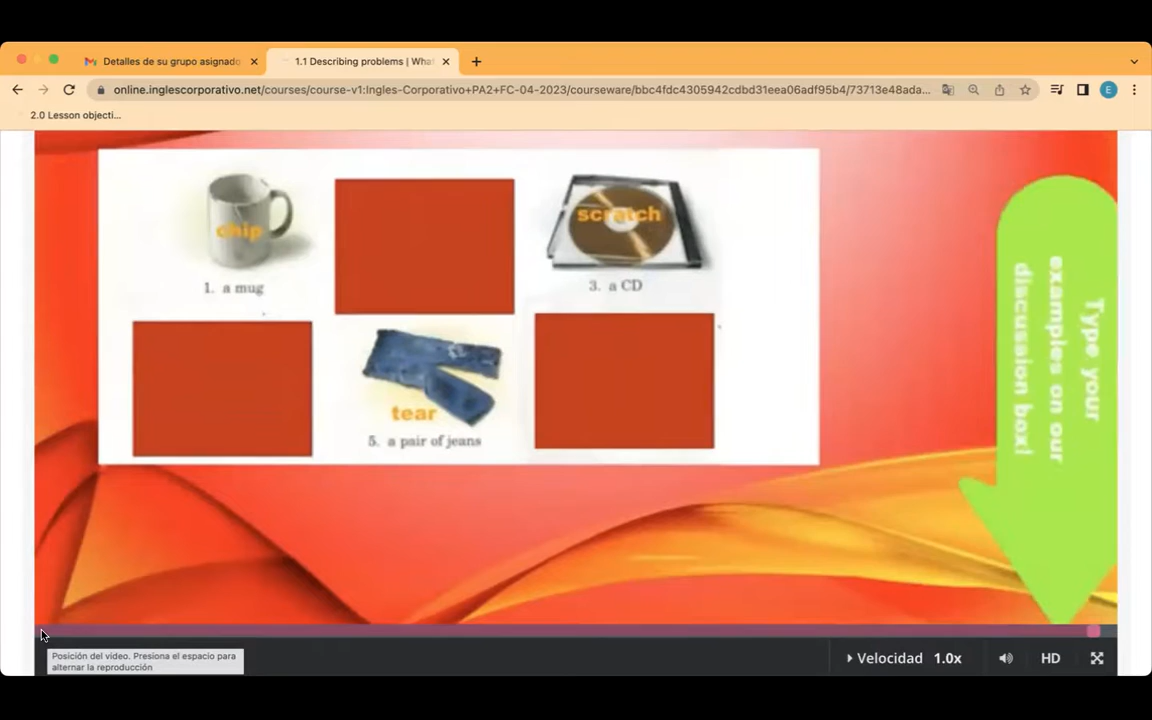 Detalles de su grupo asignado
1.1 Describing problems | What
online.inglescorporativo.net/courses/course-v1:Ingles-Corporativo+PA2+FC-04-2023/courseware/bbc4fdc4305942cdbd31eea06adf95b4/73713e48ada...
E
2.0 Lesson objecti...
chip
1. a mug
scratch
3. a CD
tear
5. a pair of jeans
Type your
examples on our
discussaion box!
Posición del vídeo. Presiona el espacio para
alternar la reproducción
Velocidad 1.0x
HD